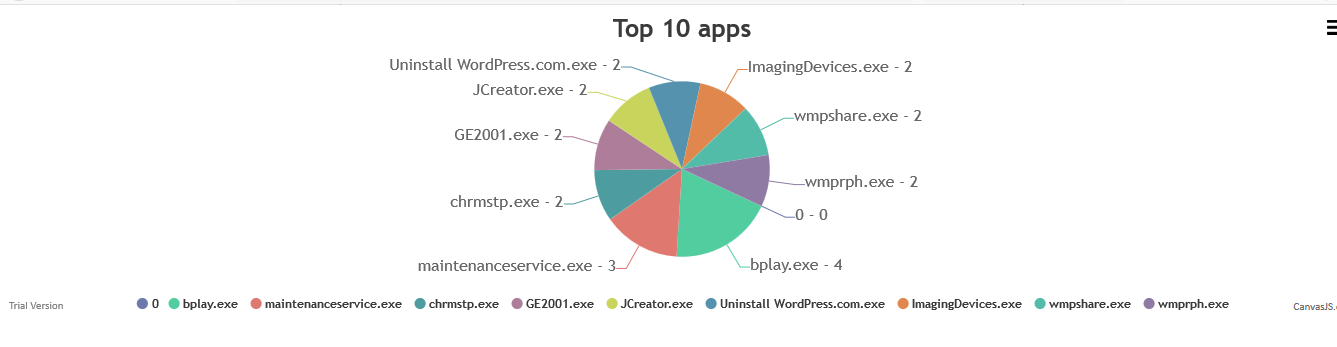 Top 10 apps
Uninstall WordPress.com.exe - 2
ImagingDevices.exe - 2
JCreator.exe - 2
wmpshare.exe - 2
GE2001.exe - 2
wmprph.exe - 2
chrmstp.exe - 2
0 - 0
maintenanceservice.exe - 3
bplay.exe - 4
Trial Version
0 bplay.exe maintenanceservice.exe chrmstp.exe GE2001.exe JCreator.exe Uninstall WordPress.com.exe ImagingDevices.exe wmpshare.exe wmprph.exe
CanvasJS.